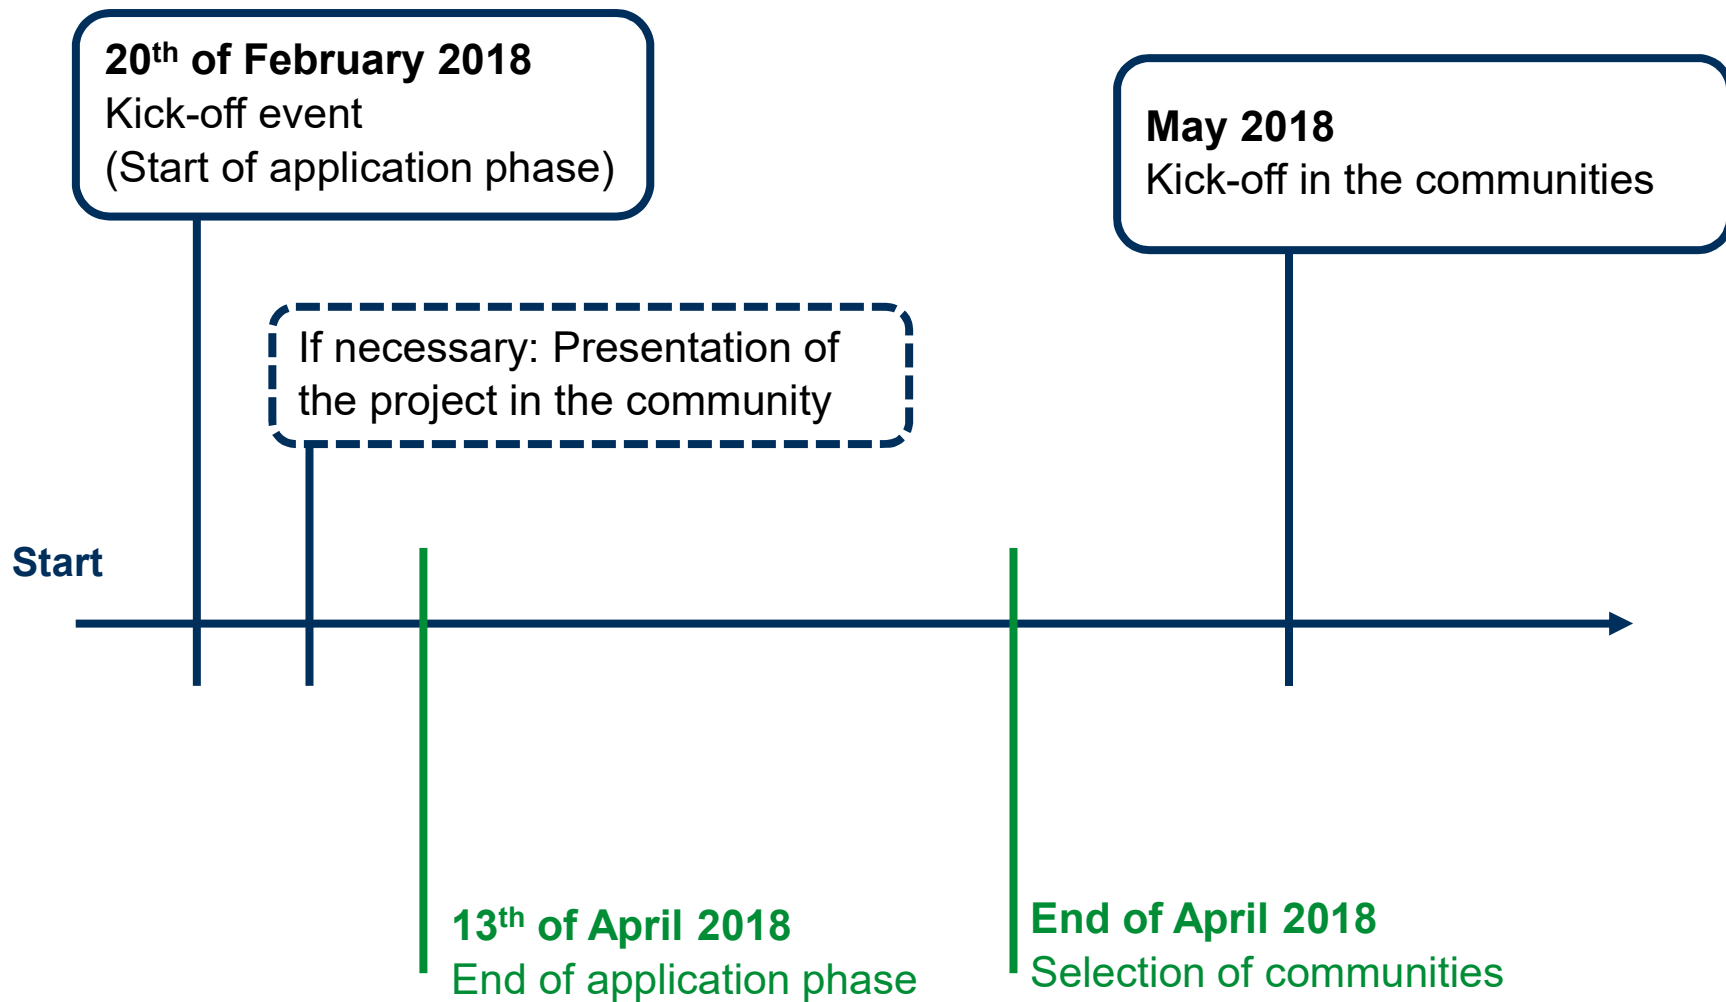 20th of February 2018
Kick-off event
(Start of application phase)
May 2018
Kick-off in the communities
If necessary: Presentation of
the project in the community
Start
13th of April 2018
End of application phase
End of April 2018
Selection of communities